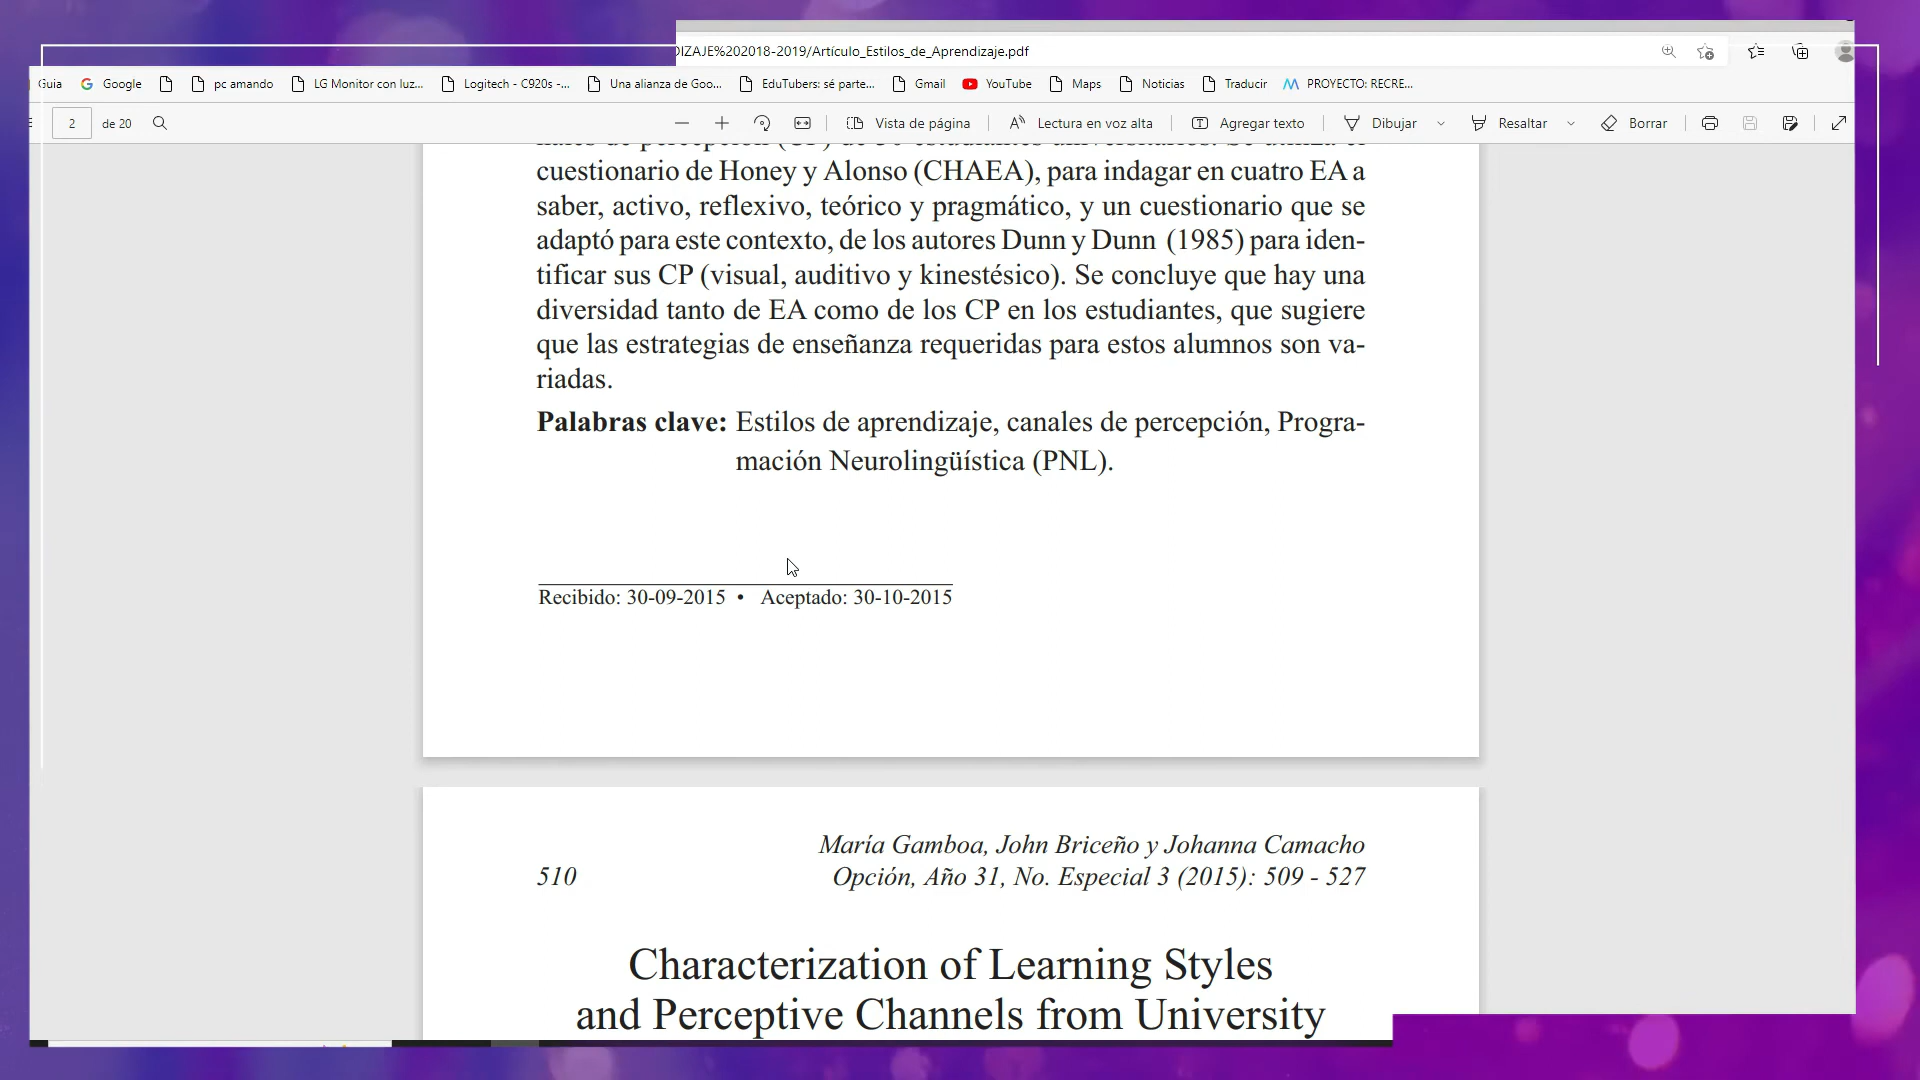 IZAJE%202018-2019/Artículo_Estilos_de_Aprendizaje.pdf
Guia Google pc amando LG Monitor con luz... Logitech - C920s -... Una alianza de Goo... EduTubers: sé parte... Gmail YouTube Maps Noticias Traducir PROYECTO: RECRE...
2 de 20 Vista de página Lectura en voz alta Agregar texto Dibujar Resaltar Borrar
cuestionario de Honey y Alonso (CHAEA), para indagar en cuatro EA a
saber, activo, reflexivo, teórico y pragmático, y un cuestionario que se
adaptó para este contexto, de los autores Dunn y Dunn (1985) para iden-
tificar sus CP (visual, auditivo y kinestésico). Se concluye que hay una
diversidad tanto de EA como de los CP en los estudiantes, que sugiere
que las estrategias de enseñanza requeridas para estos alumnos son va-
riadas.
Palabras clave: Estilos de aprendizaje, canales de percepción, Progra-
mación Neurolingüística (PNL).
Recibido: 30-09-2015 • Aceptado: 30-10-2015
María Gamboa, John Briceño y Johanna Camacho
510 Opción, Año 31, No. Especial 3 (2015): 509 - 527
Characterization of Learning Styles
and Perceptive Channels from University